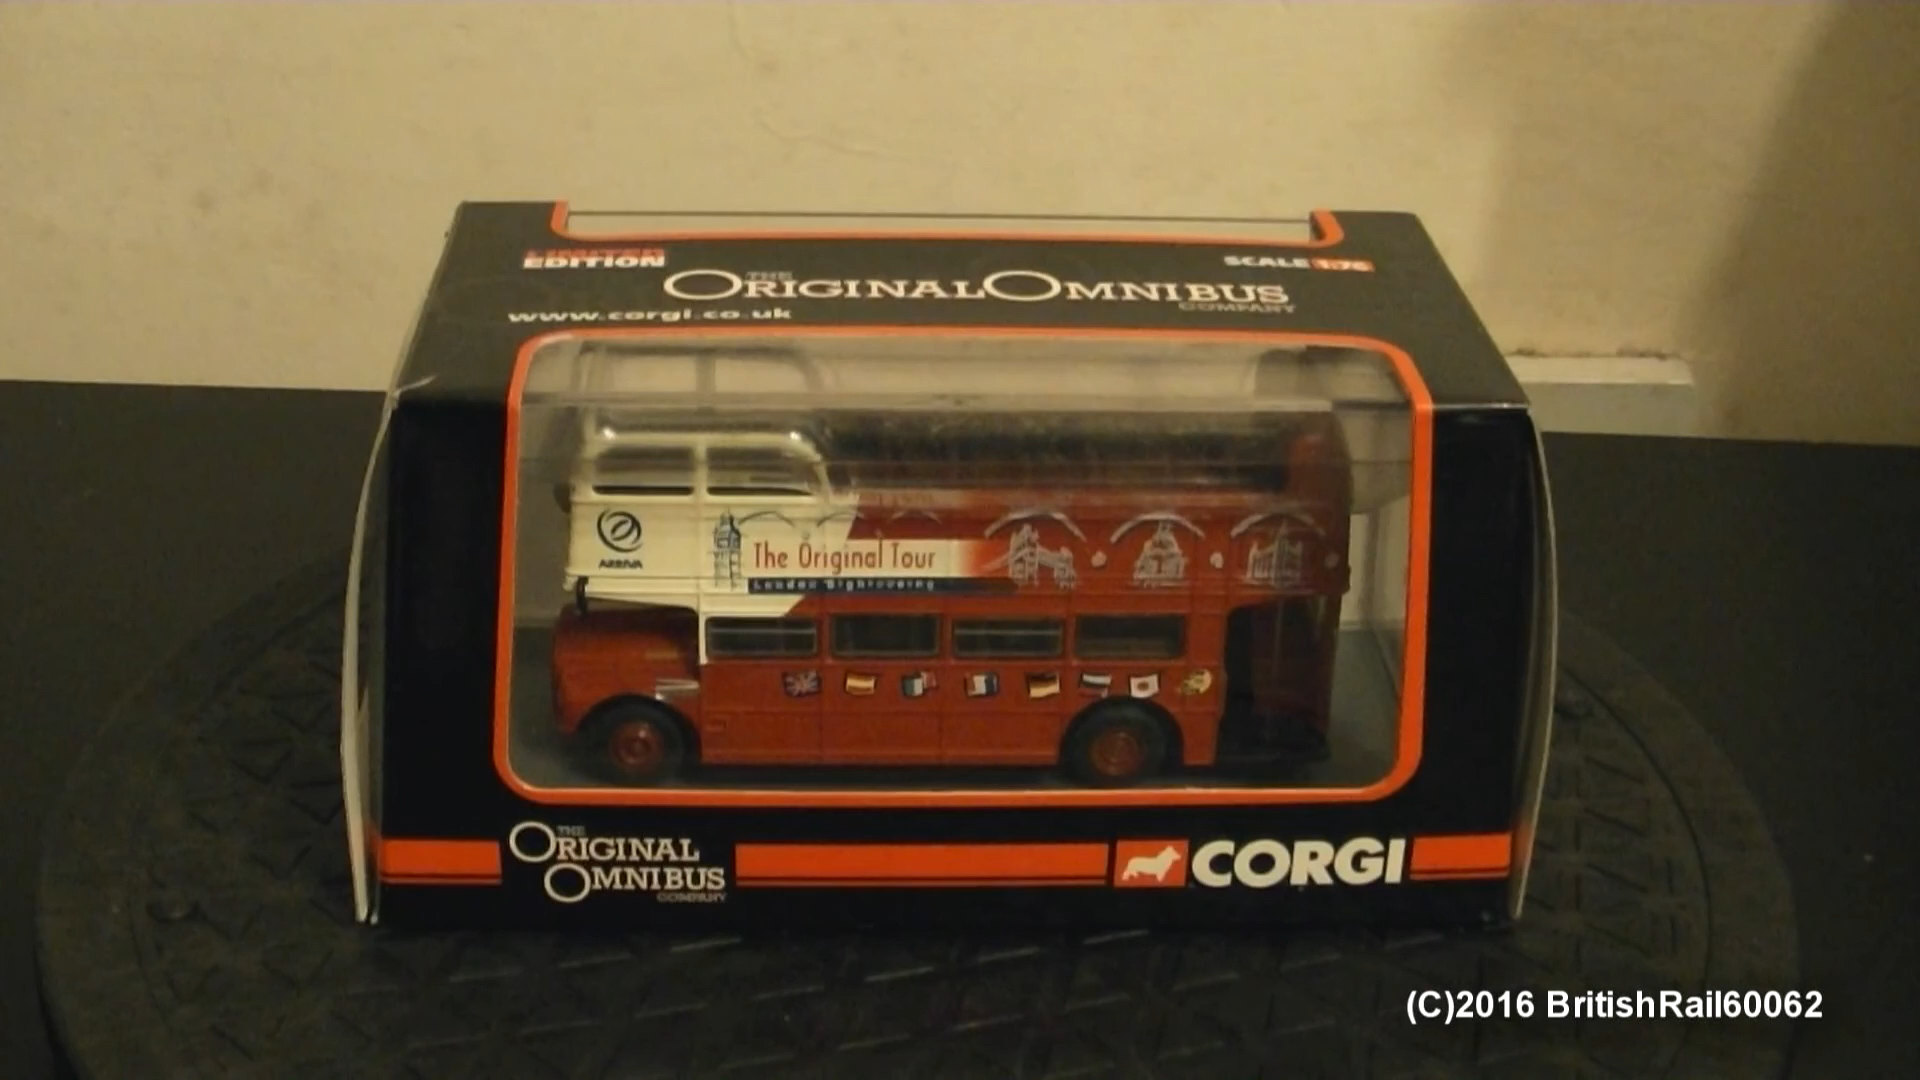 LIMITED
EDITION
SCALE 1:76
THE
ORIGINAL OMNIBUS
COMPANY
www.corgi.co.uk
ARRIVA
The Original Tour
London Sightseeing
THE
ORIGINAL
OMNIBUS
COMPANY
CORGI
(C)2016 BritishRail60062